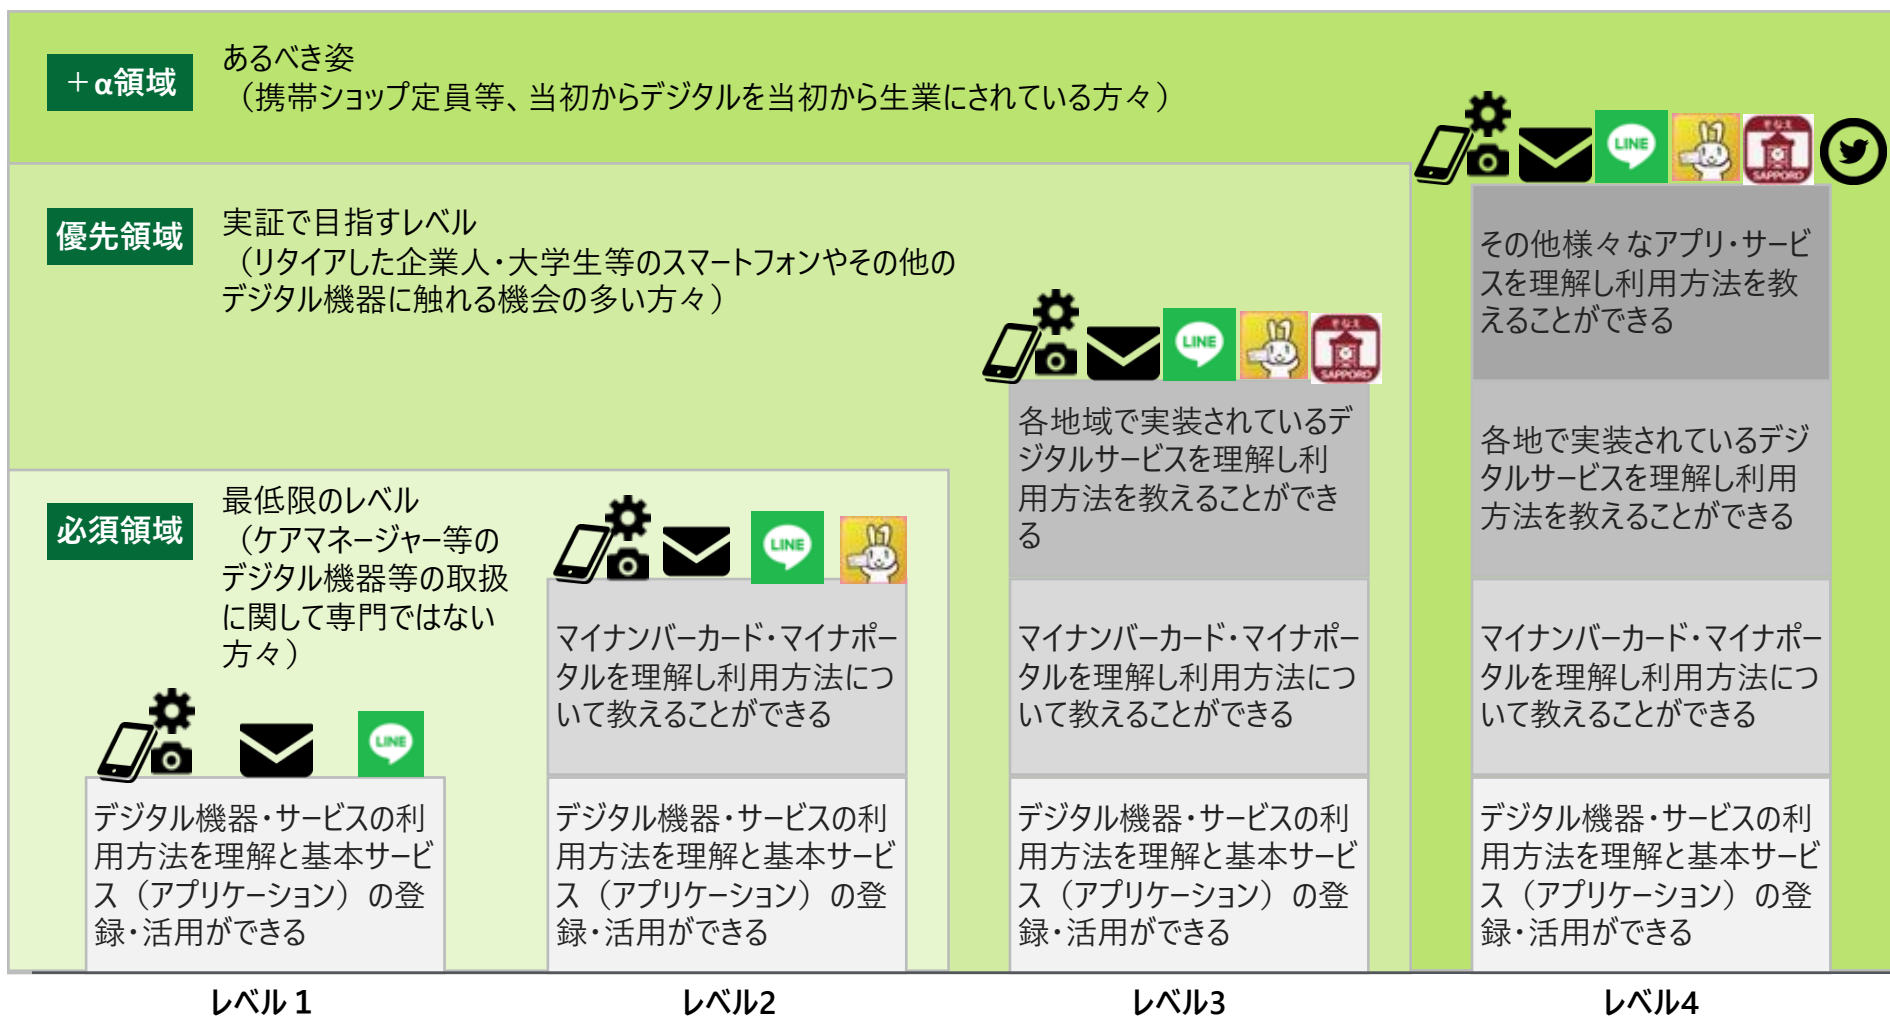 +α領域
あるべき姿
(携帯ショップ定員等、当初からデジタルを当初から生業にされている方々)
優先領域
実証で目指すレベル
(リタイアした企業人・大学生等のスマートフォンやその他の
デジタル機器に触れる機会の多い方々)
必須領域
最低限のレベル
(ケアマネージャー等の
デジタル機器等の取扱
に関して専門ではない
方々)
LINE
デジタル機器・サービスの利
用方法を理解と基本サービ
ス(アプリケーション)の登
録・活用ができる
レベル1
LINE
マイナンバーカード・マイナポー
タルを理解し利用方法につ
いて教えることができる
デジタル機器・サービスの利
用方法を理解と基本サービ
ス(アプリケーション)の登
録・活用ができる
レベル2
LINE
そなえ
SAPPORO
各地域で実装されているデ
ジタルサービスを理解し利
用方法を教えることができ
る
マイナンバーカード・マイナポー
タルを理解し利用方法につ
いて教えることができる
デジタル機器・サービスの利
用方法を理解と基本サービ
ス(アプリケーション)の登
録・活用ができる
レベル3
LINE
そなえ
SAPPORO
その他様々なアプリ・サービ
スを理解し利用方法を教
えることができる
各地で実装されているデジ
タルサービスを理解し利用
方法を教えることができる
マイナンバーカード・マイナポー
タルを理解し利用方法につ
いて教えることができる
デジタル機器・サービスの利
用方法を理解と基本サービ
ス(アプリケーション)の登
録・活用ができる
レベル4